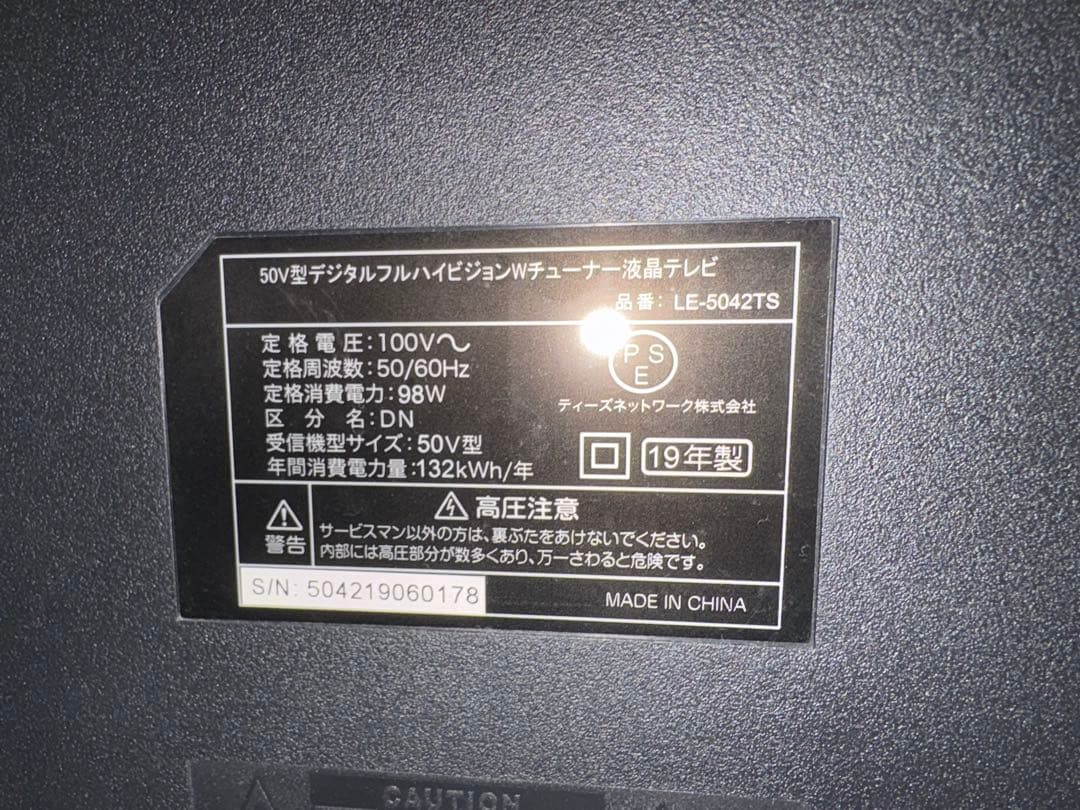 50V型デジタルフルハイビジョンWチューナー液晶テレビ
品番：LE-5042TS
定格電圧：100V〜
定格周波数：50/60Hz
定格消費電力：98W
区分名：DN
受信機型サイズ：50V型
年間消費電力量：132kWh/年
PSE
ティーズネットワーク株式会社
19年製
高圧注意
警告
サービスマン以外の方は、裏ぶたをあけないでください。
内部には高圧部分が数多くあり、万一さわると危険です。
S/N: 504219060178
MADE IN CHINA
CAUTION